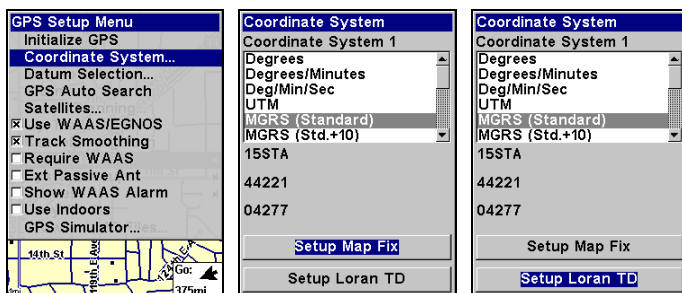 GPS Setup Menu
Initialize GPS
Coordinate System...
Datum Selection...
GPS Auto Search
Satellites...
Use WAAS/EGNOS
Track Smoothing
Require WAAS
Ext Passive Ant
Show WAAS Alarm
Use Indoors
GPS Simulator...
14th St
119th E Ave
Go:
375mi
Coordinate System
Coordinate System 1
Degrees
Degrees/Minutes
Deg/Min/Sec
UTM
MGRS (Standard)
MGRS (Std.+10)
15STA
44221
04277
Setup Map Fix
Setup Loran TD
Coordinate System
Coordinate System 1
Degrees
Degrees/Minutes
Deg/Min/Sec
UTM
MGRS (Standard)
MGRS (Std.+10)
15STA
44221
04277
Setup Map Fix
Setup Loran TD